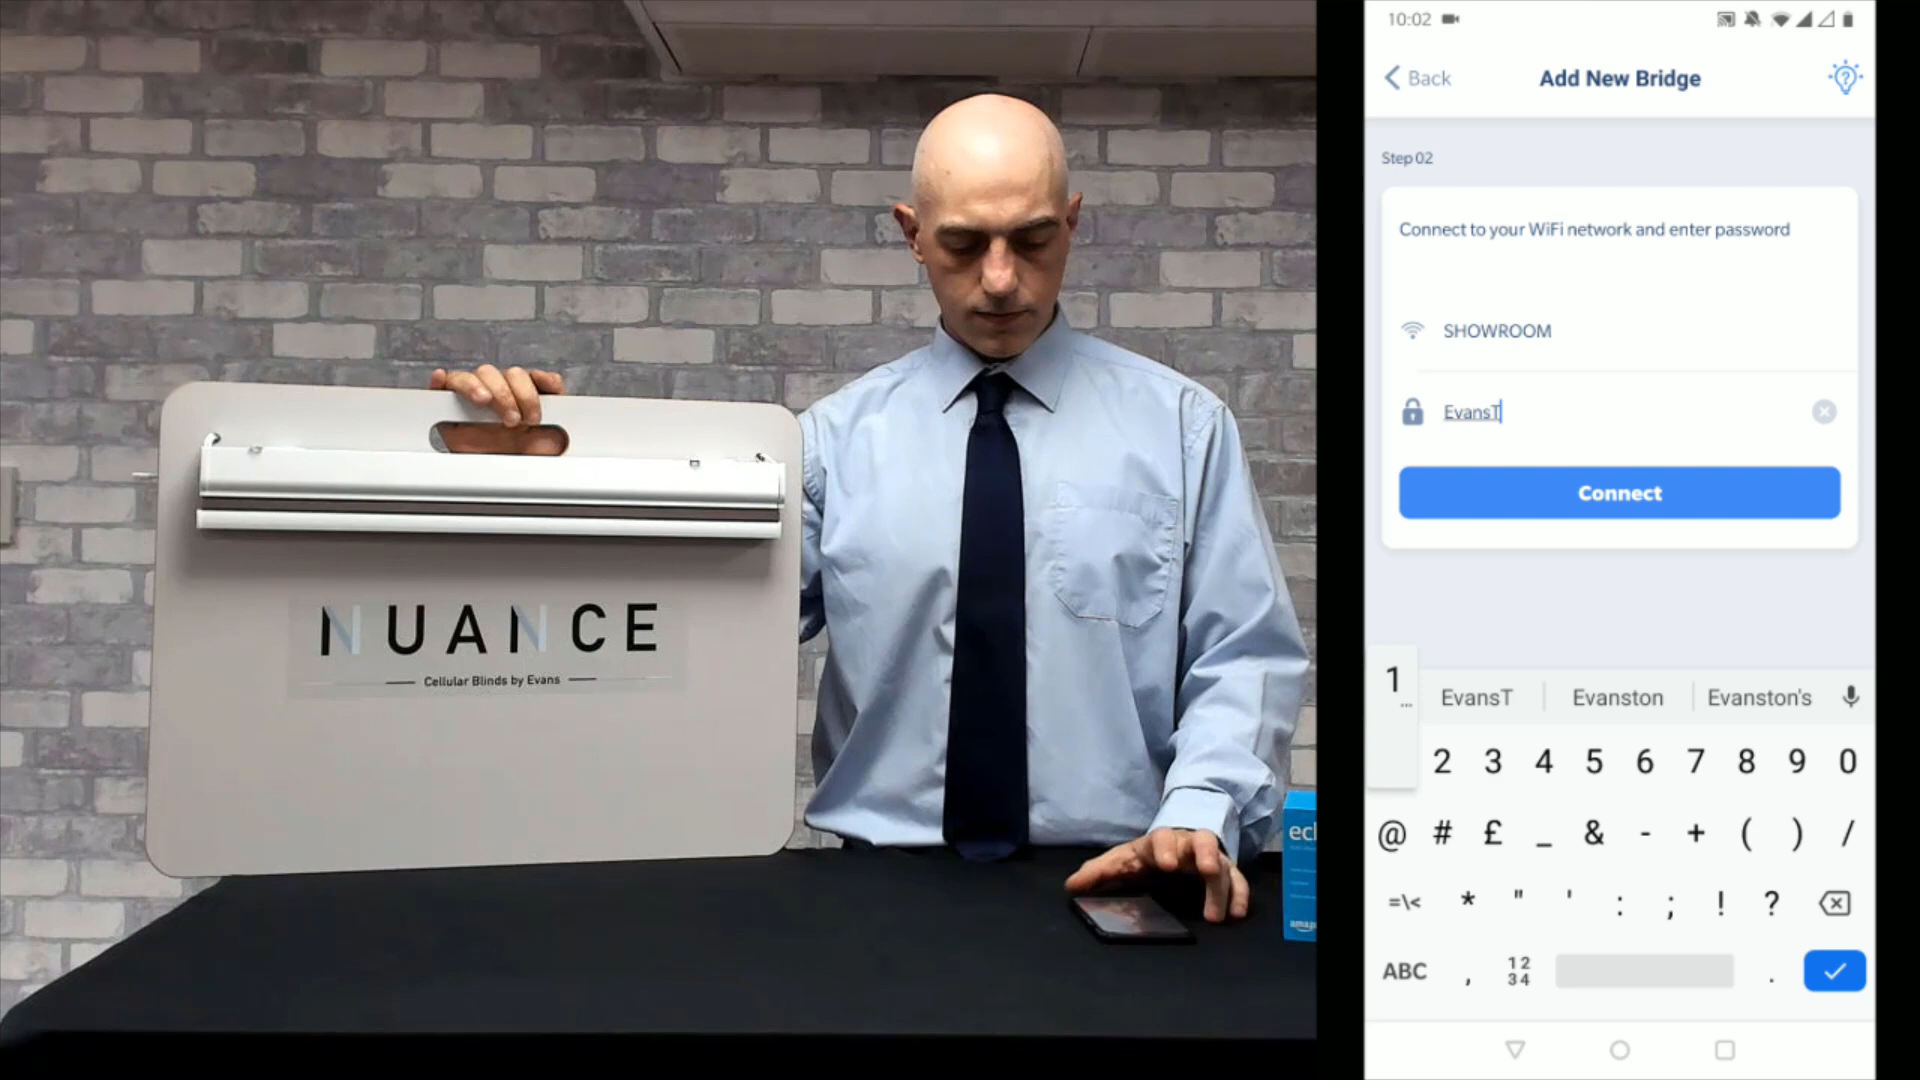 NUANCE
Cellular Blinds by Evans
10:02
Back
Add New Bridge
Step 02
Connect to your WiFi network and enter password
SHOWROOM
EvansT
Connect
1
...
EvansT
Evanston
Evanston's
2 3 4 5 6 7 8 9 0
@ # £ _ & - + ( ) /
=\< * " ' : ; ! ?
ABC , 12 34 .